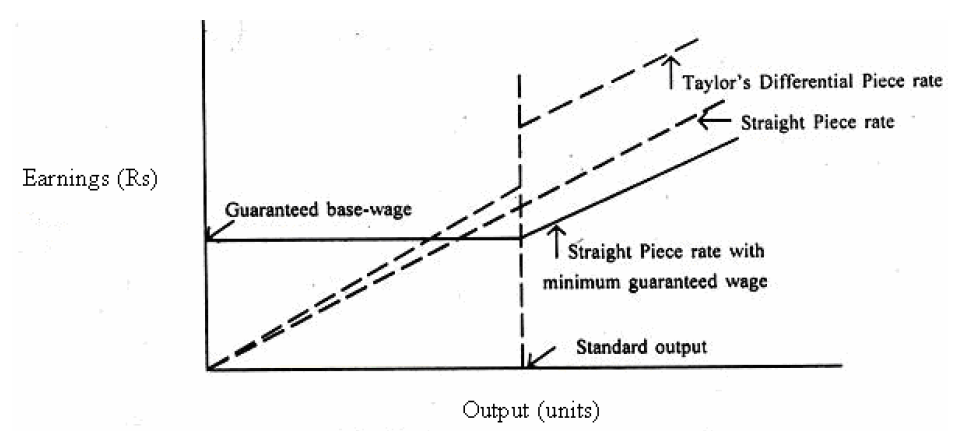 Taylor's Differential Piece rate
Straight Piece rate
Earnings (Rs)
Guaranteed base-wage
Straight Piece rate with
minimum guaranteed wage
Standard output
Output (units)